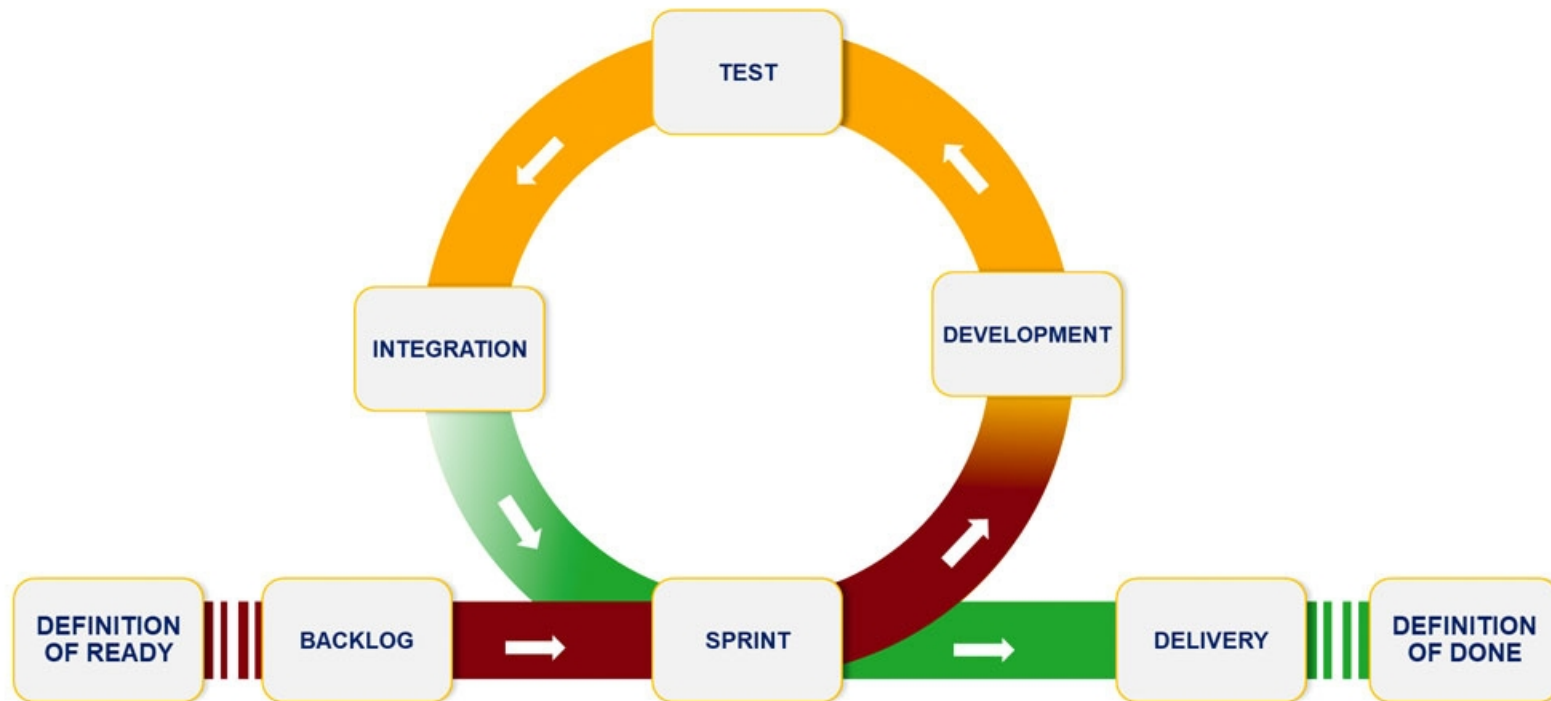 TEST
INTEGRATION
DEVELOPMENT
DEFINITION
OF READY
BACKLOG
SPRINT
DELIVERY
DEFINITION
OF DONE